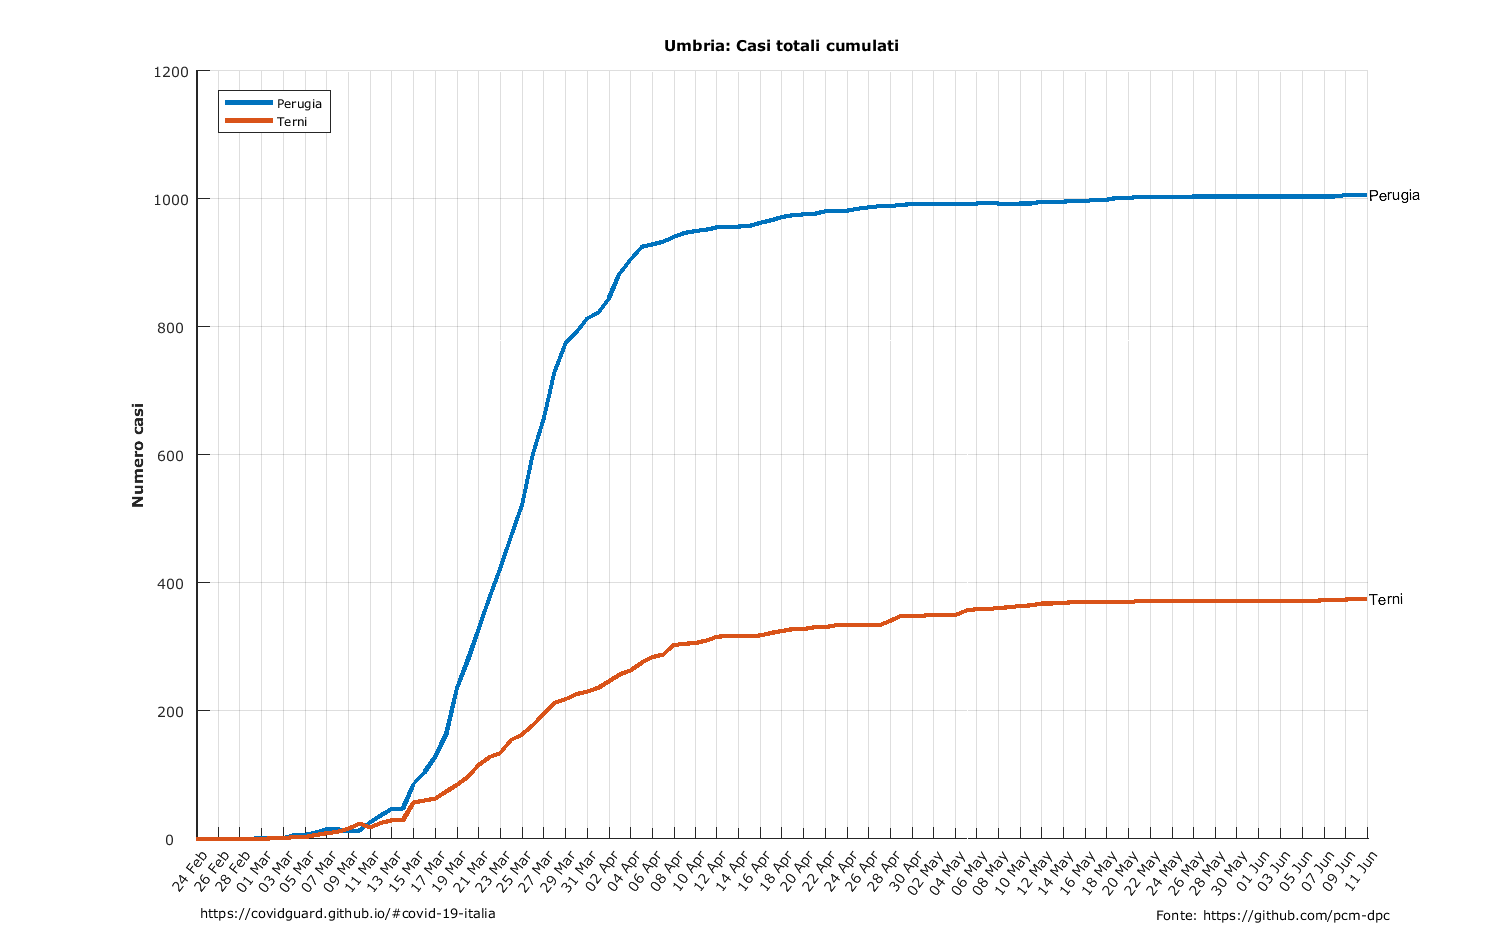 Umbria: Casi totali cumulati
1200
1000
800
600
400
200
0
Numero casi
Perugia
Terni
Perugia
Terni
24 Feb
26 Feb
28 Feb
01 Mar
03 Mar
05 Mar
07 Mar
09 Mar
11 Mar
13 Mar
15 Mar
17 Mar
19 Mar
21 Mar
23 Mar
25 Mar
27 Mar
29 Mar
31 Mar
02 Apr
04 Apr
06 Apr
08 Apr
10 Apr
12 Apr
14 Apr
16 Apr
18 Apr
20 Apr
22 Apr
24 Apr
26 Apr
28 Apr
30 Apr
02 May
04 May
06 May
08 May
10 May
12 May
14 May
16 May
18 May
20 May
22 May
24 May
26 May
28 May
30 May
01 Jun
03 Jun
05 Jun
07 Jun
09 Jun
11 Jun
https://covidguard.github.io/#covid-19-italia
Fonte: https://github.com/pcm-dpc